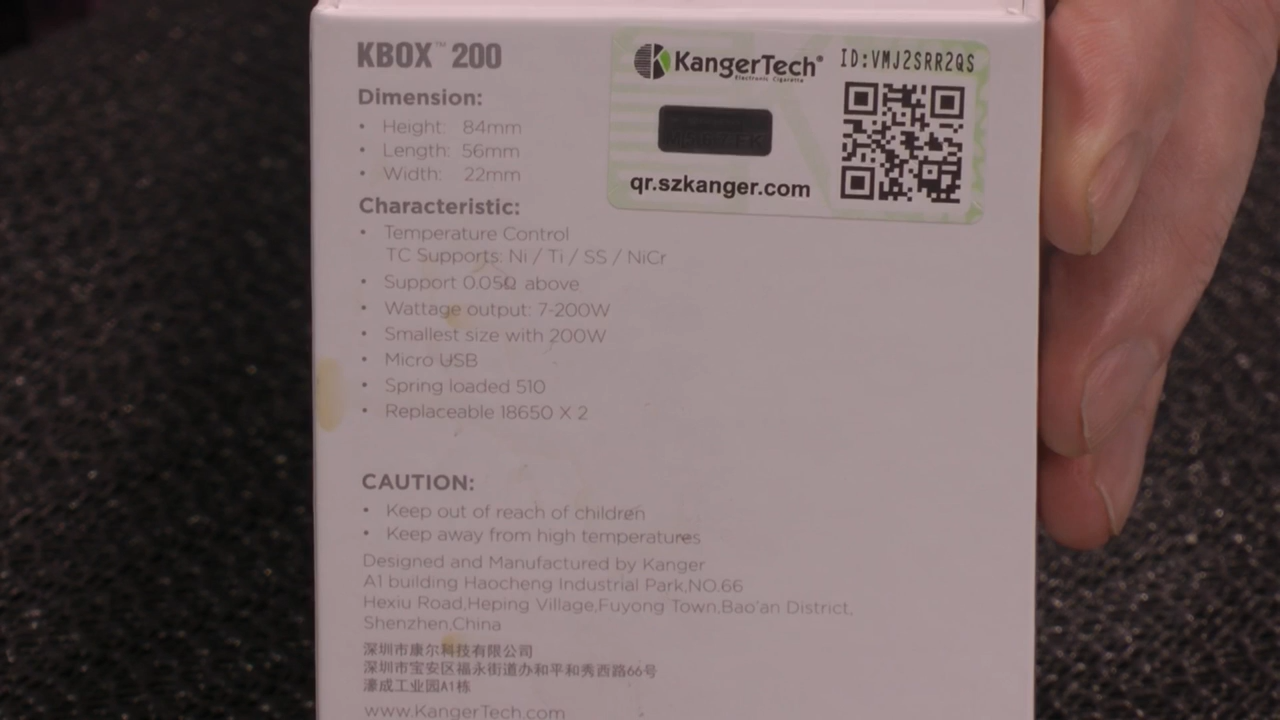 KBOX™ 200
Dimension:
• Height: 84mm
• Length: 56mm
• Width: 22mm
KangerTech®
Electronic Cigarette
ID:VMJ2SRR2QS
qr.szkanger.com
Characteristic:
• Temperature Control
TC Supports: Ni / Ti / SS / NiCr
• Support 0.05Ω above
• Wattage output: 7-200W
• Smallest size with 200W
• Micro USB
• Spring loaded 510
• Replaceable 18650 X 2
CAUTION:
• Keep out of reach of children
• Keep away from high temperatures
Designed and Manufactured by Kanger
A1 building Haocheng Industrial Park,NO.66
Hexiu Road,Heping Village,Fuyong Town,Bao'an District,
Shenzhen,China
深圳市康尔科技有限公司
深圳市宝安区福永街道办和平和秀西路66号
濠成工业园A1栋
www.KangerTech.com